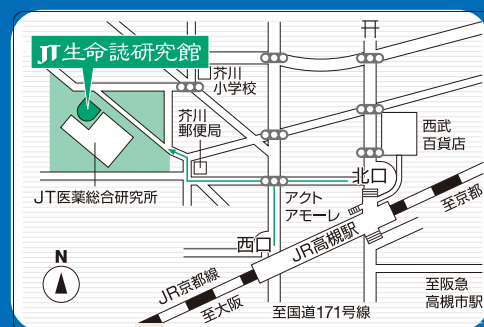 JT生命誌研究館
芥川
小学校
芥川
郵便局
西武
百貨店
JT医薬総合研究所
アクト
アモーレ
北口
至京都
西口
JR高槻駅
N
JR京都線
至大阪
至国道171号線
至阪急
高槻市駅